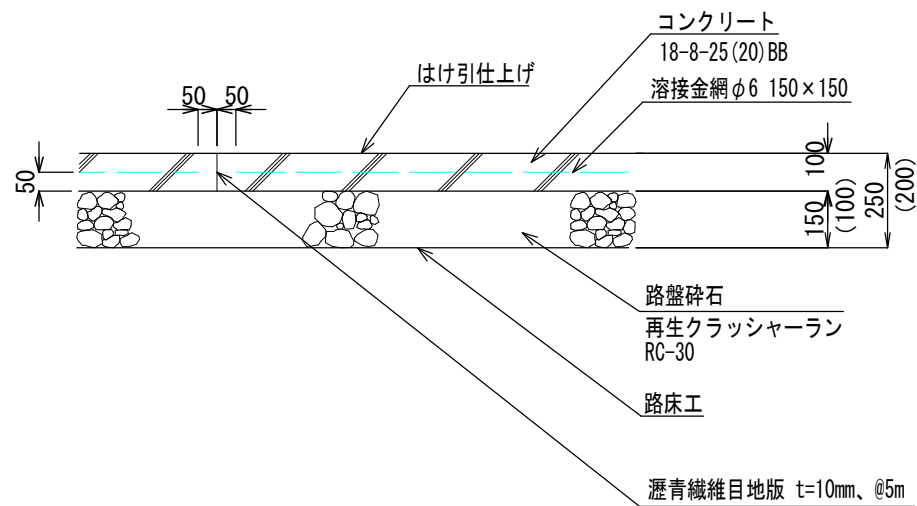 コンクリート
18-8-25(20)BB
はけ引仕上げ
溶接金網φ6 150×150
50 50
50
100
150
(100)
250
(200)
路盤砕石
再生クラッシャーラン
RC-30
路床工
瀝青繊維目地版 t=10mm、@5m